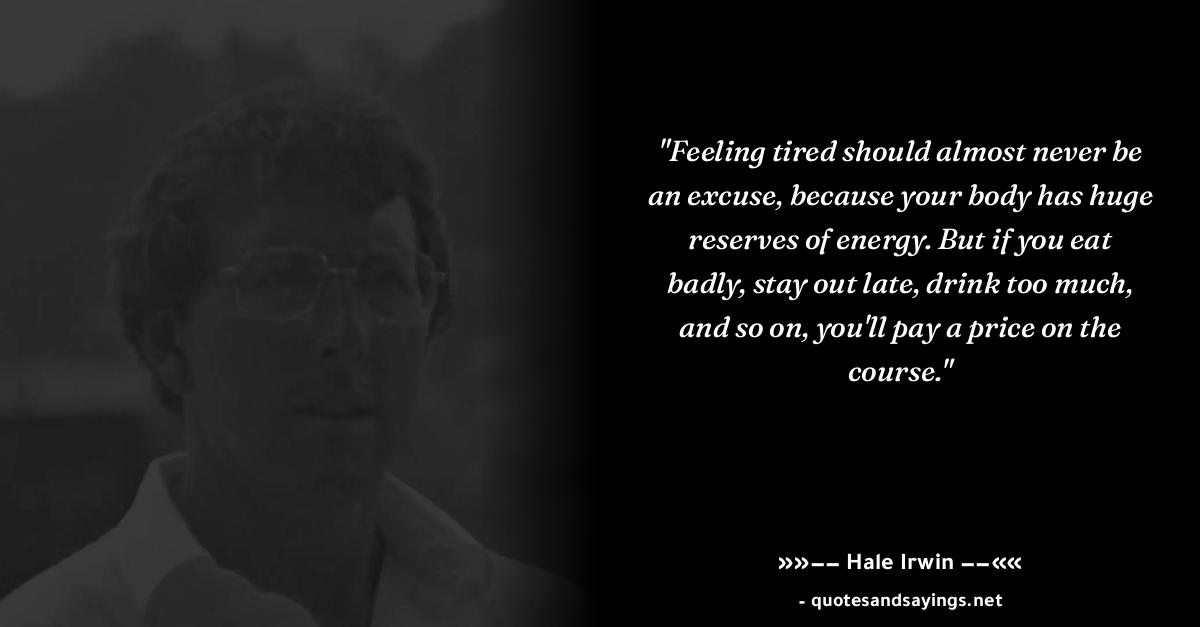 "Feeling tired should almost never be
an excuse, because your body has huge
reserves of energy. But if you eat
badly, stay out late, drink too much,
and so on, you'll pay a price on the
course."
»»−− Hale Irwin −−««
- quotesandsayings.net